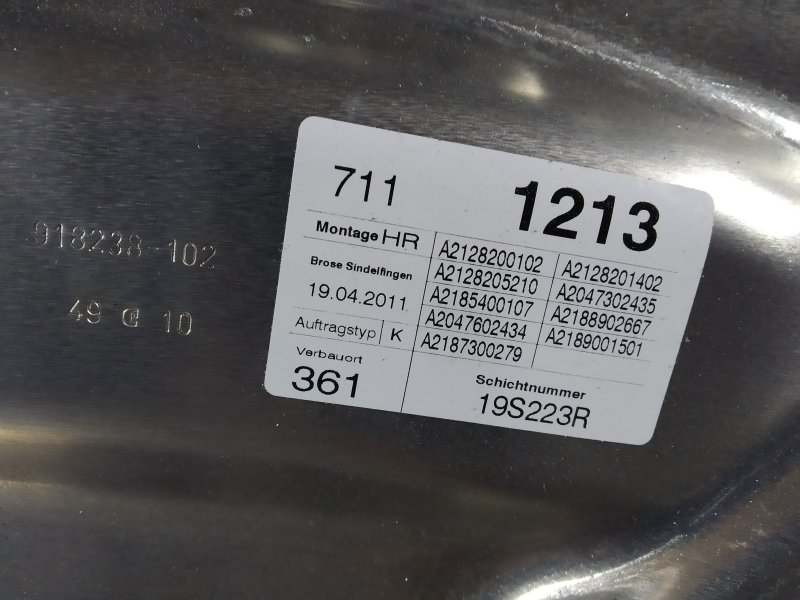 711 1213
Montage HR
Brose Sindelfingen
19.04.2011
Auftragstyp K
Verbauort
361
A2128200102 A2128201402
A2128205210 A2047302435
A2185400107 A2188902667
A2047602434 A2189001501
A2187300279
Schichtnummer
19S223R
918238-102
49 10